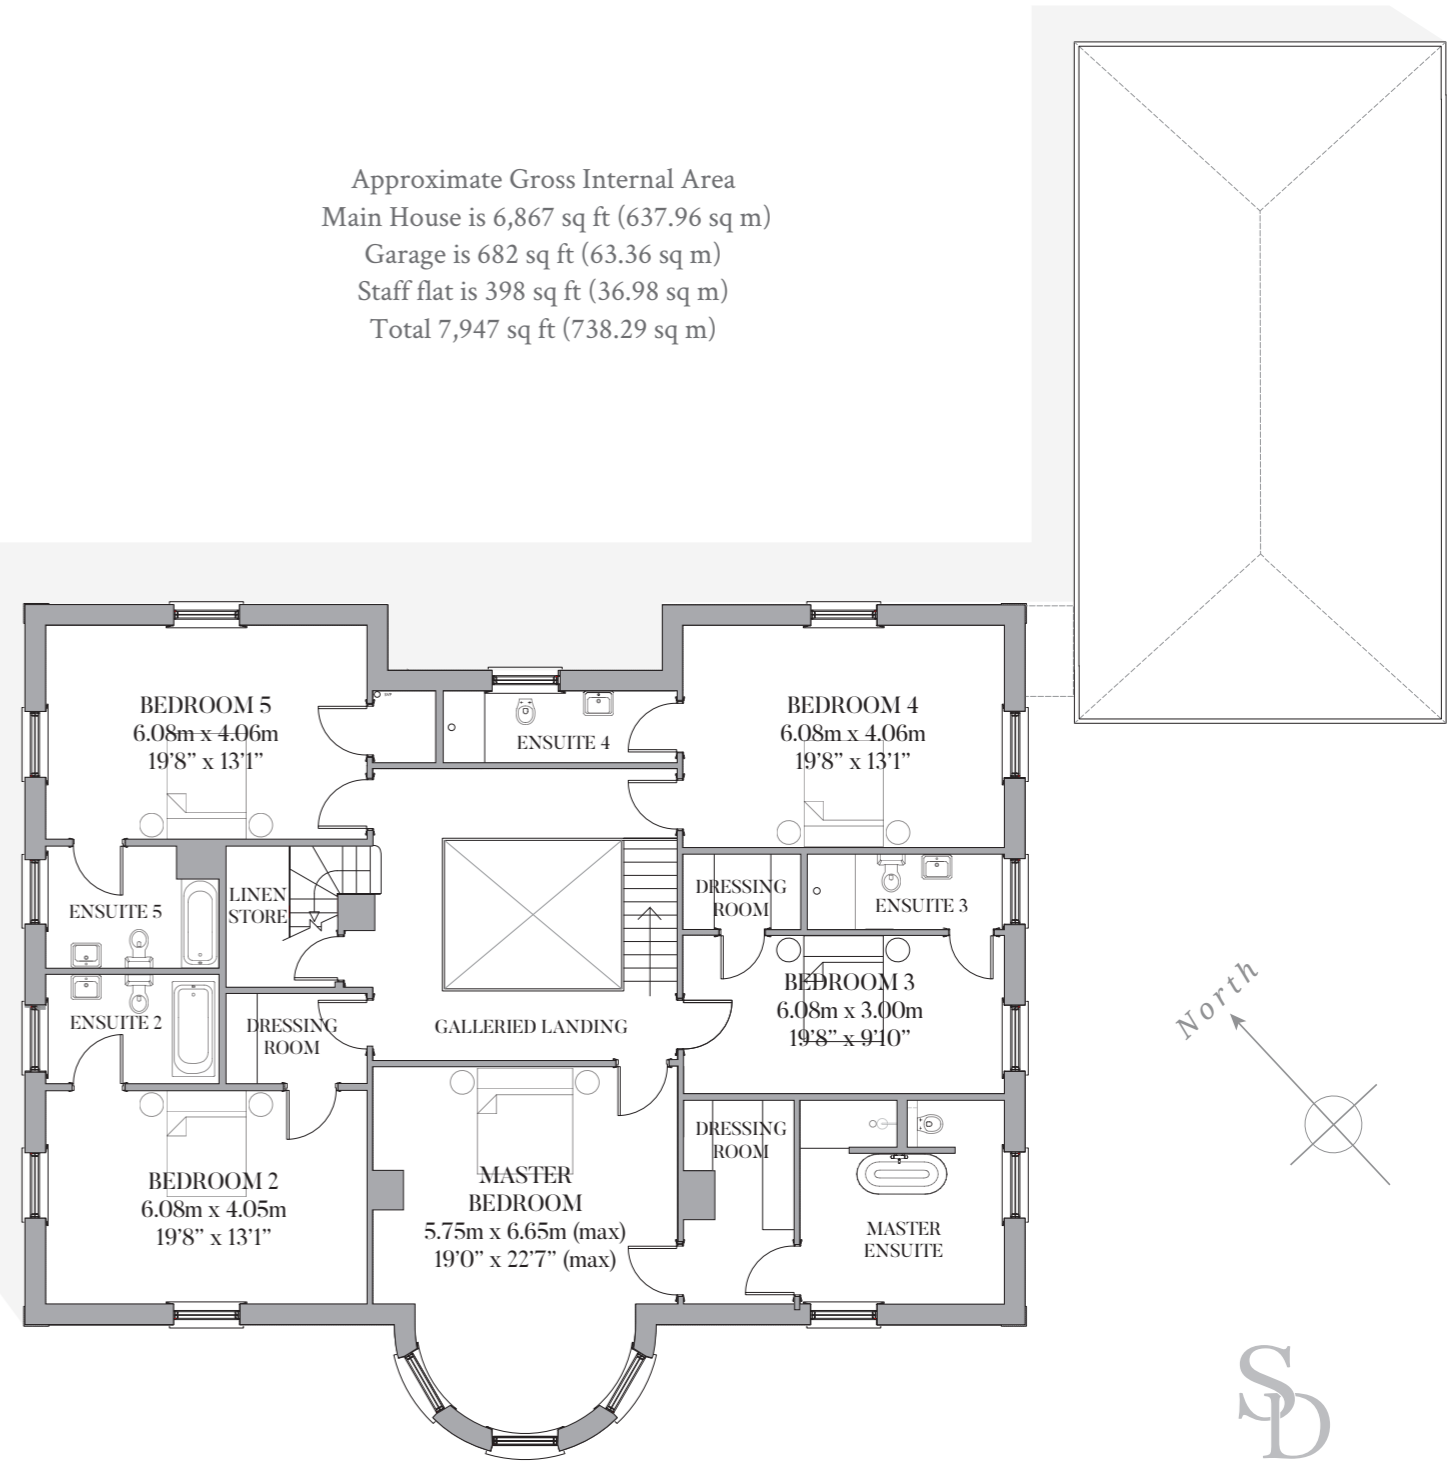 Approximate Gross Internal Area
Main House is 6,867 sq ft (637.96 sq m)
Garage is 682 sq ft (63.36 sq m)
Staff flat is 398 sq ft (36.98 sq m)
Total 7,947 sq ft (738.29 sq m)
BEDROOM 5
6.08m x 4.06m
19’8” x 13’1”
SVP
ENSUITE 4
BEDROOM 4
6.08m x 4.06m
19’8” x 13’1”
ENSUITE 5
LINEN
STORE
DRESSING
ROOM
ENSUITE 3
BEDROOM 3
6.08m x 3.00m
19’8” x 9’10”
ENSUITE 2
DRESSING
ROOM
GALLERIED LANDING
North
BEDROOM 2
6.08m x 4.05m
19’8” x 13’1”
MASTER
BEDROOM
5.75m x 6.65m (max)
19’0” x 22’7” (max)
DRESSING
ROOM
MASTER
ENSUITE
SD